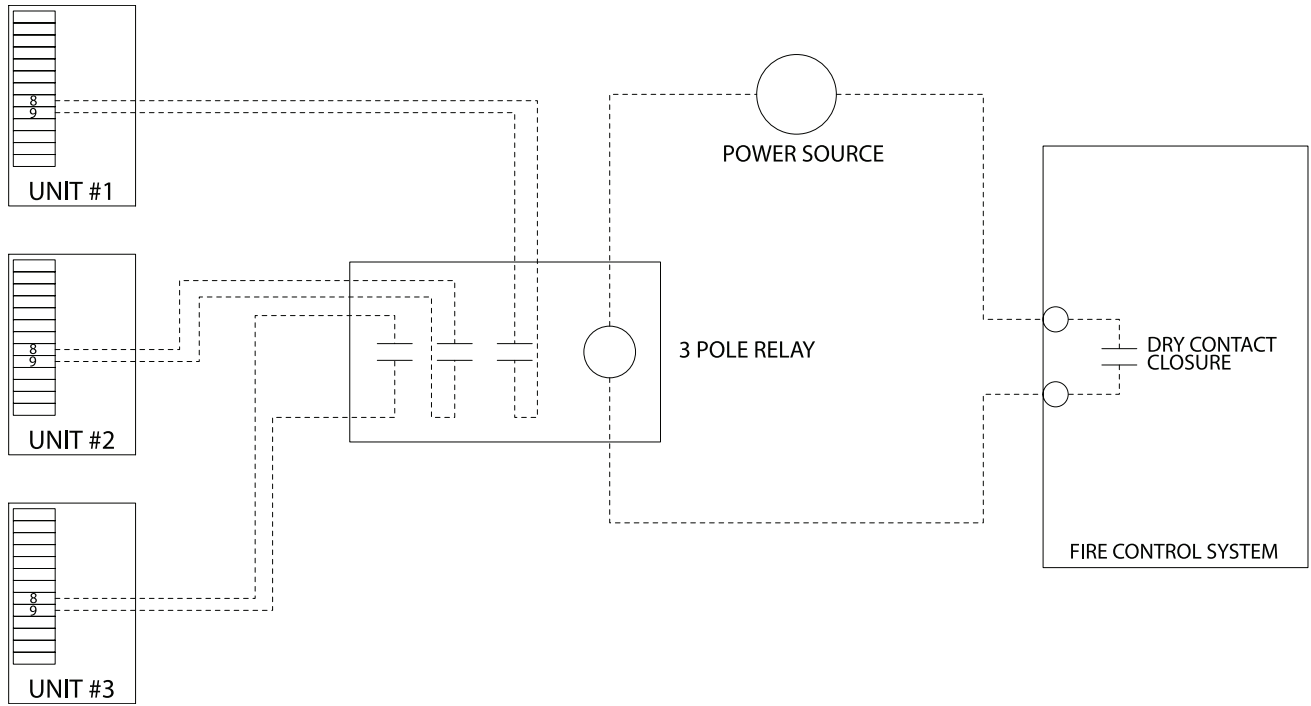 8
9
UNIT #1
POWER SOURCE
8
9
UNIT #2
3 POLE RELAY
DRY CONTACT
CLOSURE
8
9
UNIT #3
FIRE CONTROL SYSTEM